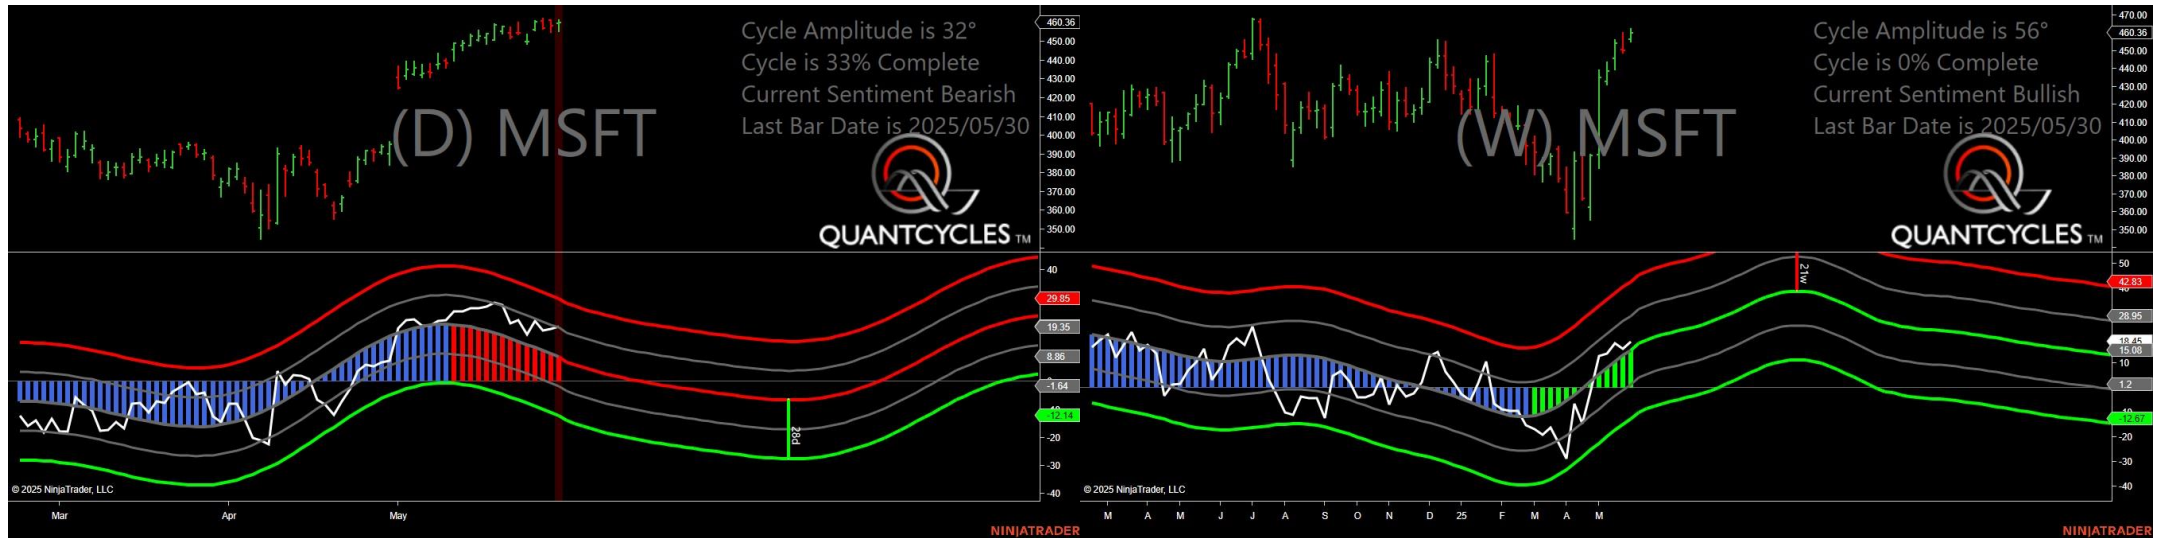 Cycle Amplitude is 32°
Cycle is 33% Complete
Current Sentiment Bearish
Last Bar Date is 2025/05/30
(D) MSFT
QUANTCYCLES TM
460.36
450.00
440.00
430.00
420.00
410.00
400.00
390.00
380.00
370.00
360.00
350.00
40
29.85
19.35
8.86
-1.64
-12.14
-20
-30
-40
28d
© 2025 NinjaTrader, LLC
Mar
Apr
May
NINJATRADER
Cycle Amplitude is 56°
Cycle is 0% Complete
Current Sentiment Bullish
Last Bar Date is 2025/05/30
(W) MSFT
QUANTCYCLES TM
470.00
460.36
450.00
440.00
430.00
420.00
410.00
400.00
390.00
380.00
370.00
360.00
350.00
50
42.83
28.95
18.45
15.08
10
1.2
-12.67
-20
-30
-40
21w
© 2025 NinjaTrader, LLC
M
A
M
J
J
A
S
O
N
D
25
F
M
A
M
NINJATRADER